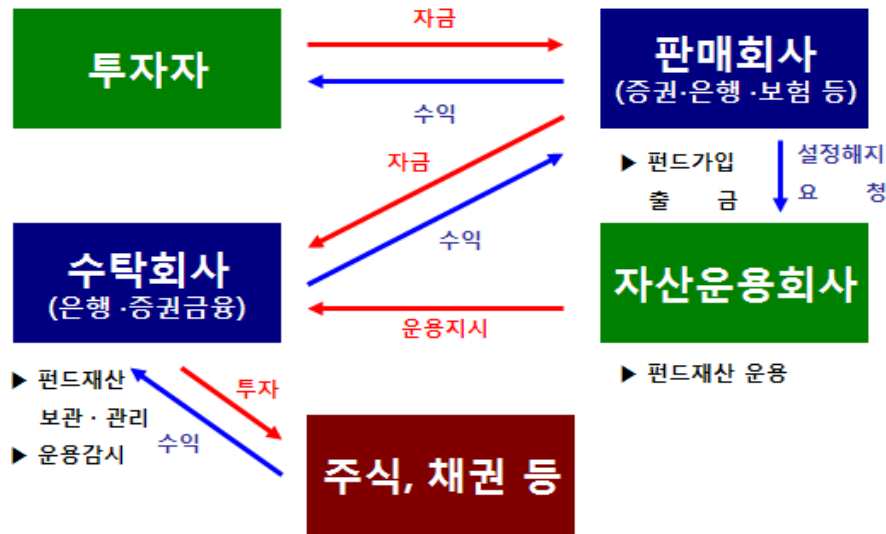 투자자
자금
수익
판매회사
(증권·은행 ·보험 등)
▶ 펀드가입
출 금
설정해지
요 청
자금
수익
수탁회사
(은행 ·증권금융)
운용지시
자산운용회사
▶ 펀드재산
보관 · 관리
▶ 운용감시
투자
수익
▶ 펀드재산 운용
주식, 채권 등